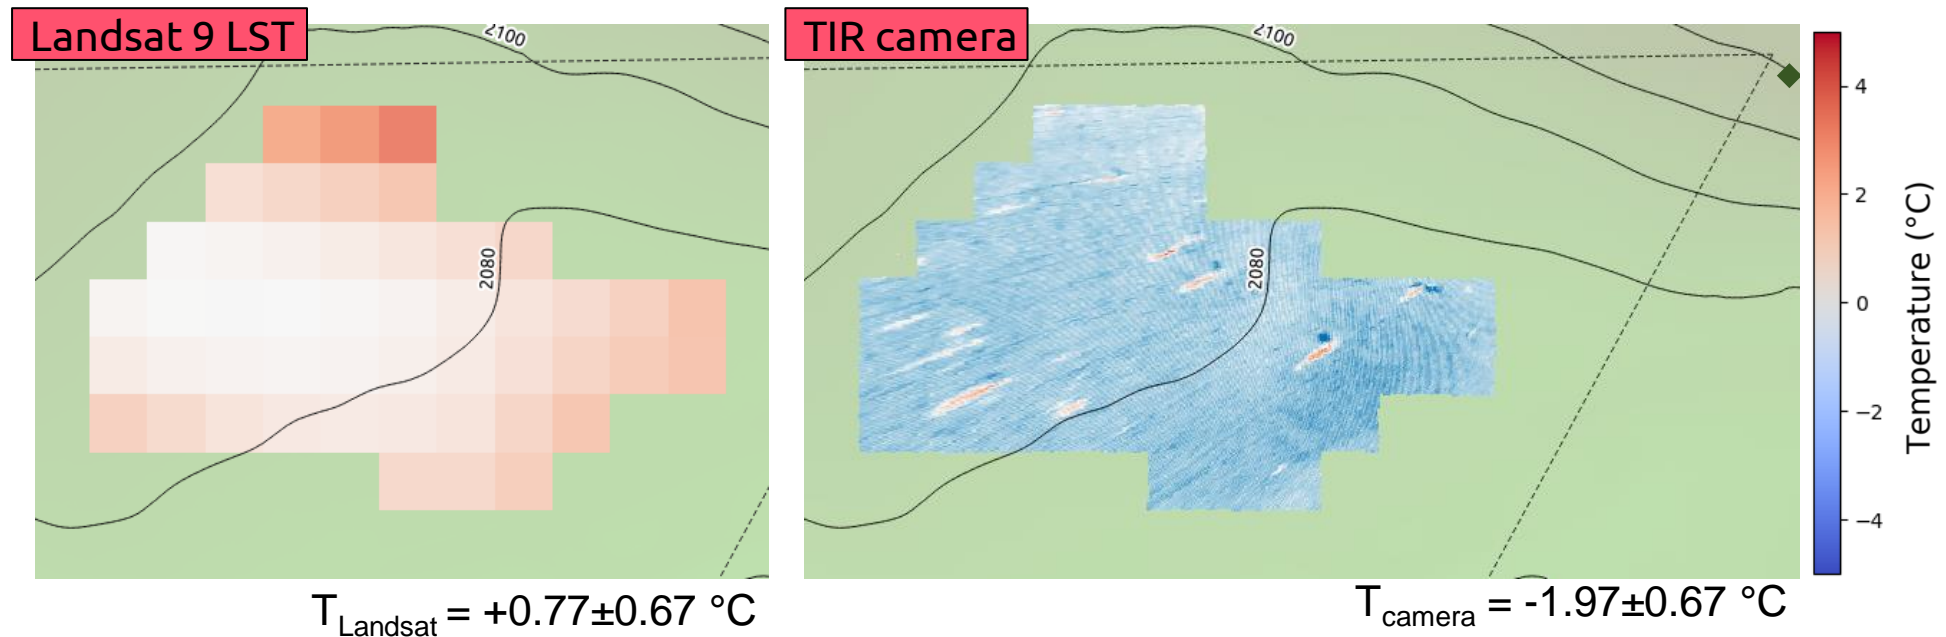 Landsat 9 LST
TIR camera
2100
2100
2080
2080
4
2
0
−2
−4
Temperature (°C)
T_Landsat = +0.77±0.67 °C
T_camera = -1.97±0.67 °C